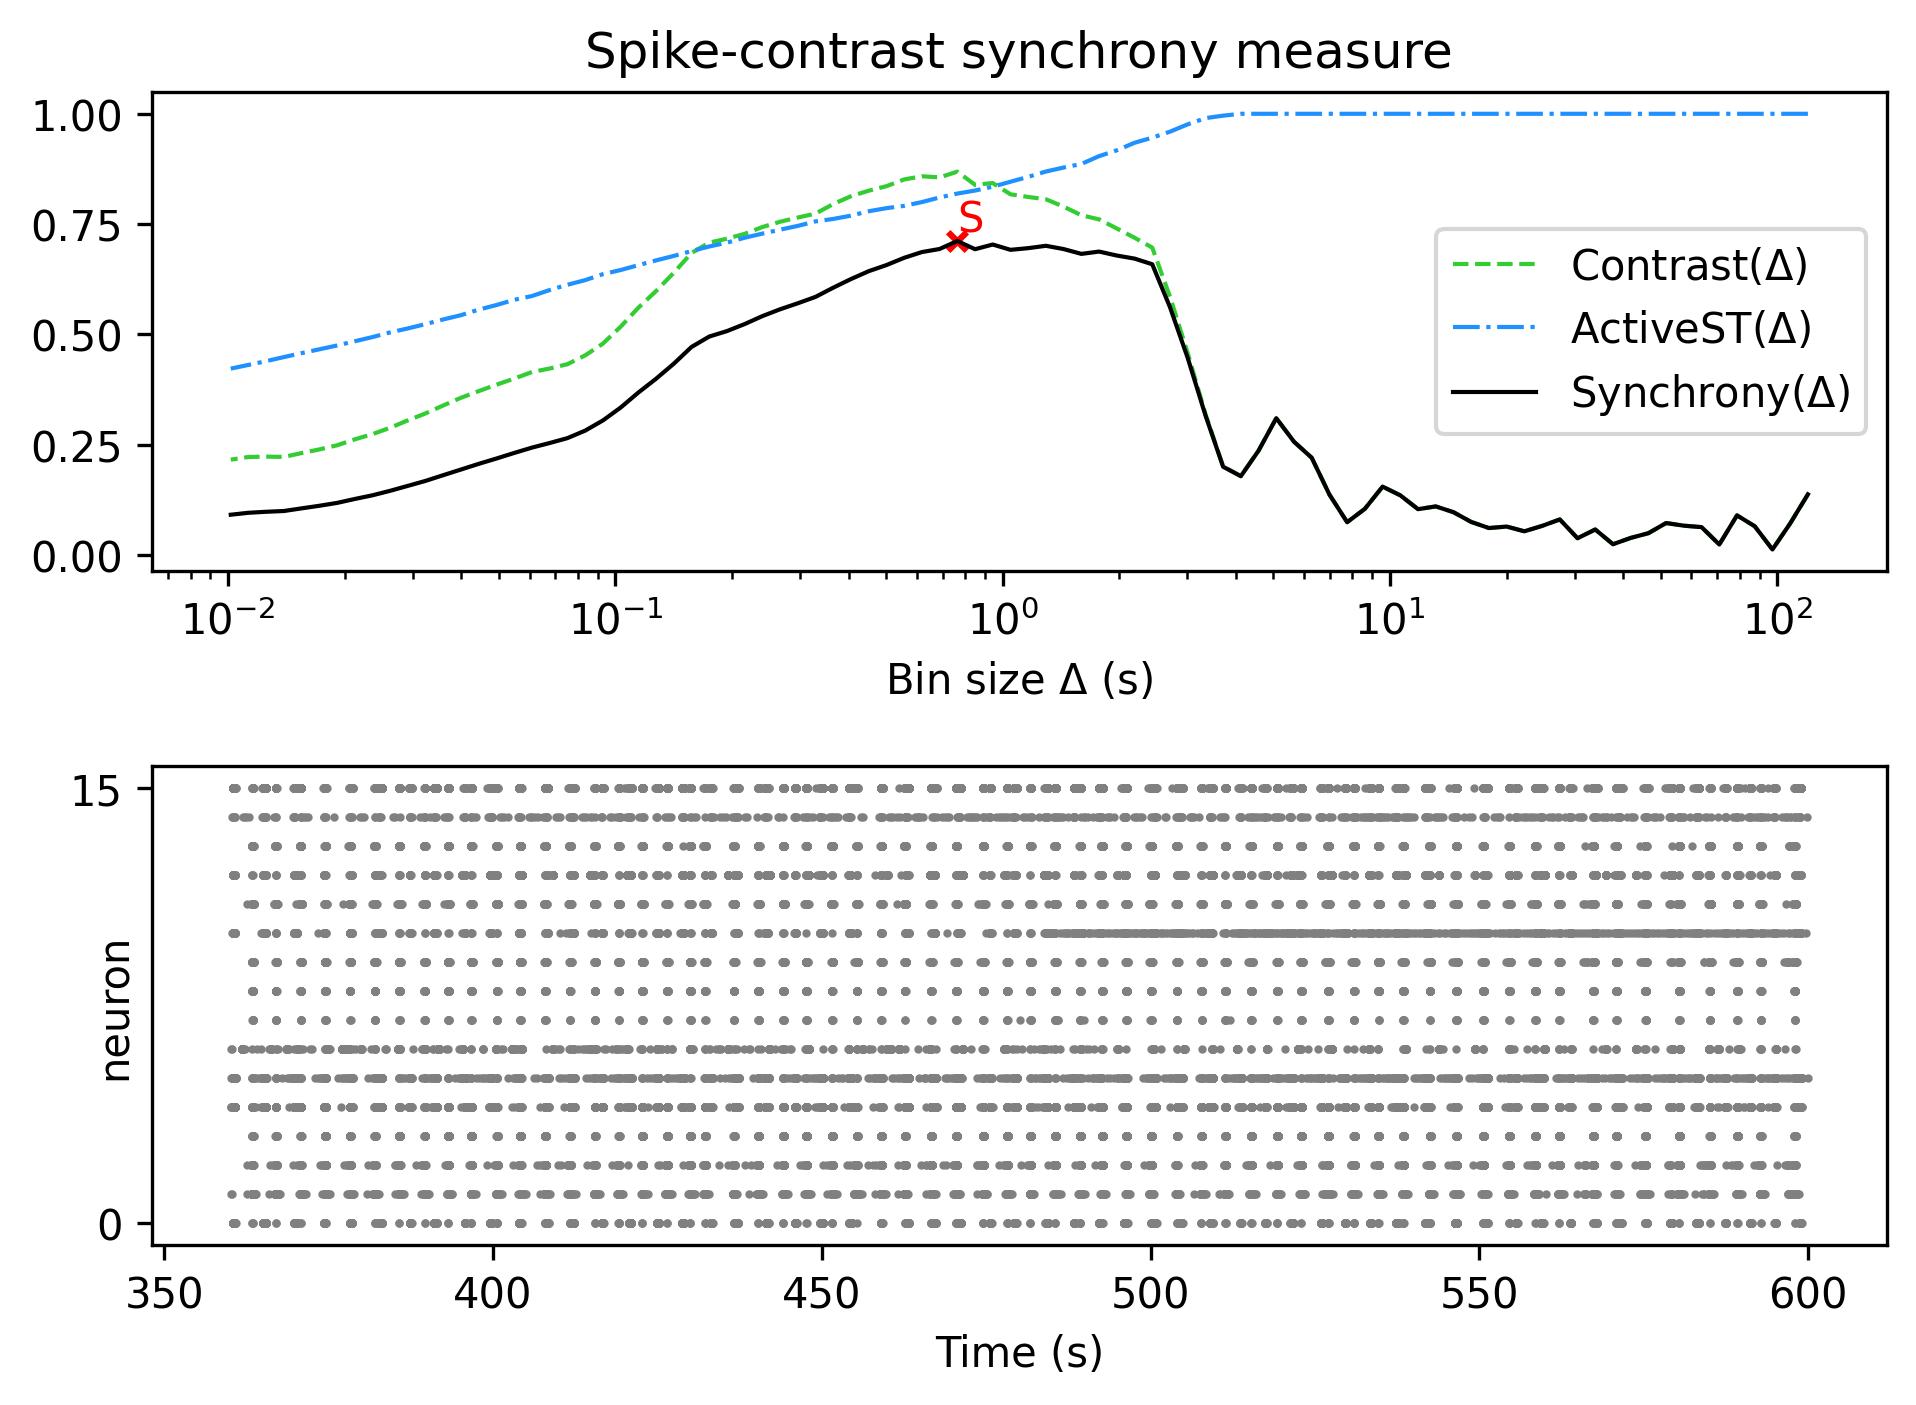 Spike-contrast synchrony measure
1.00
0.75
0.50
0.25
0.00
S
Contrast(Δ)
ActiveST(Δ)
Synchrony(Δ)
10⁻² 10⁻¹ 10⁰ 10¹ 10²
Bin size Δ (s)
15
neuron
0
350 400 450 500 550 600
Time (s)